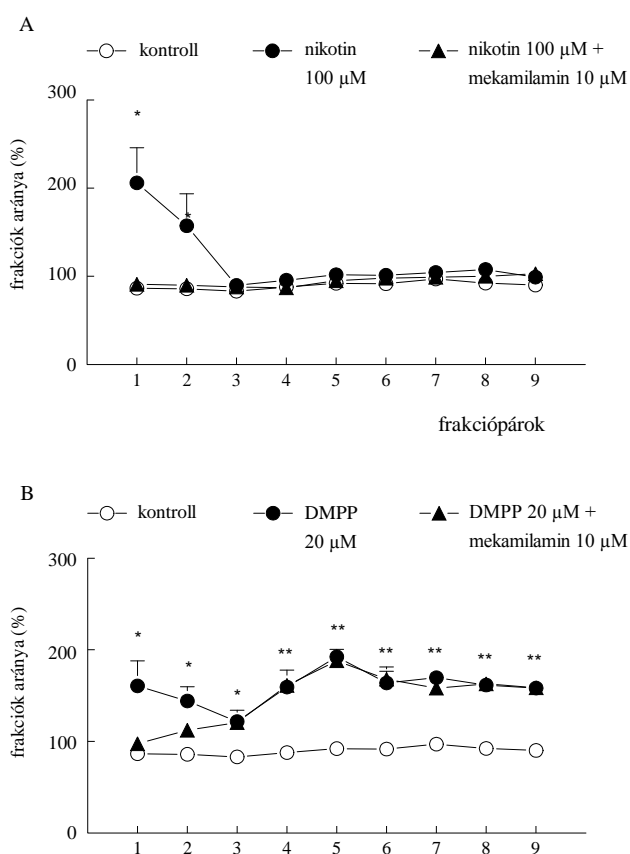 A
kontroll
nikotin
100 µM
nikotin 100 µM +
mekamilamin 10 µM
frakciók aránya (%)
300
*
200
*
100
0
1 2 3 4 5 6 7 8 9
frakciópárok
B
kontroll
DMPP
20 µM
DMPP 20 µM +
mekamilamin 10 µM
frakciók aránya (%)
300
* * * ** ** ** ** ** **
200
100
0
1 2 3 4 5 6 7 8 9